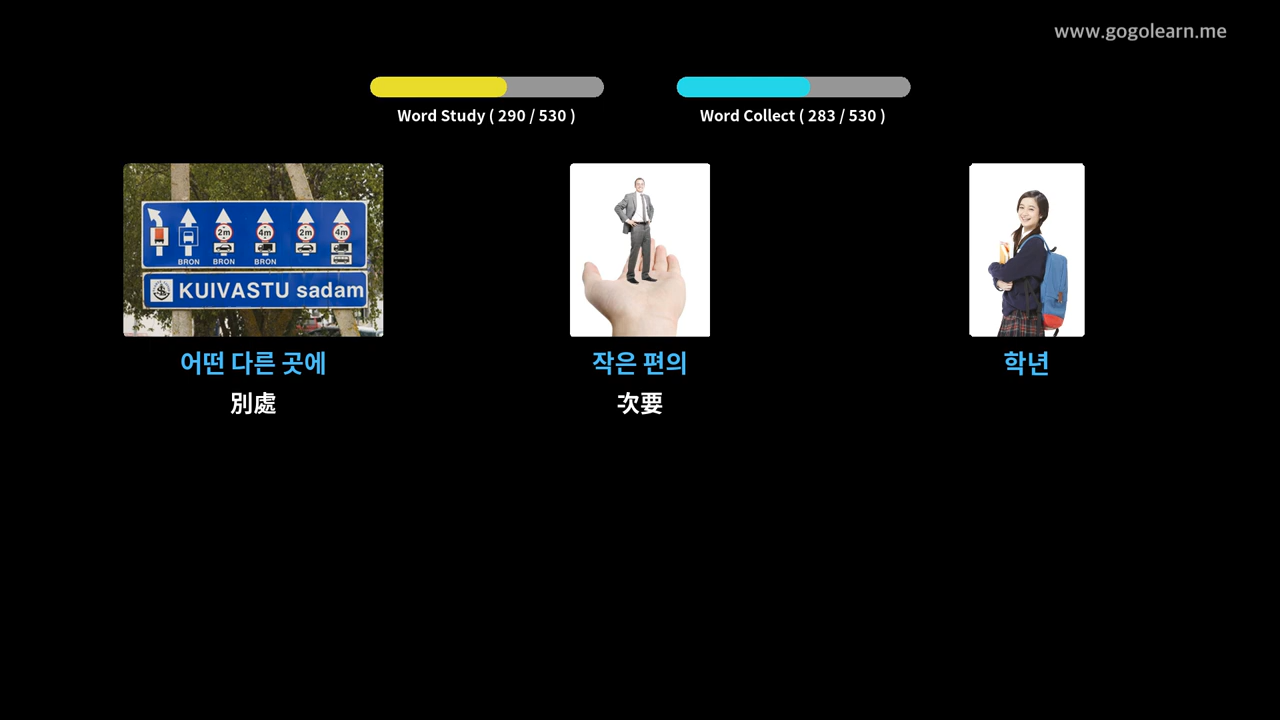 www.gogolearn.me
Word Study ( 290 / 530 )
Word Collect ( 283 / 530 )
2m
4m
2m
4m
BRON
BRON
BRON
KUIVASTU sadam
어떤 다른 곳에
작은 편의
학년
別處
次要